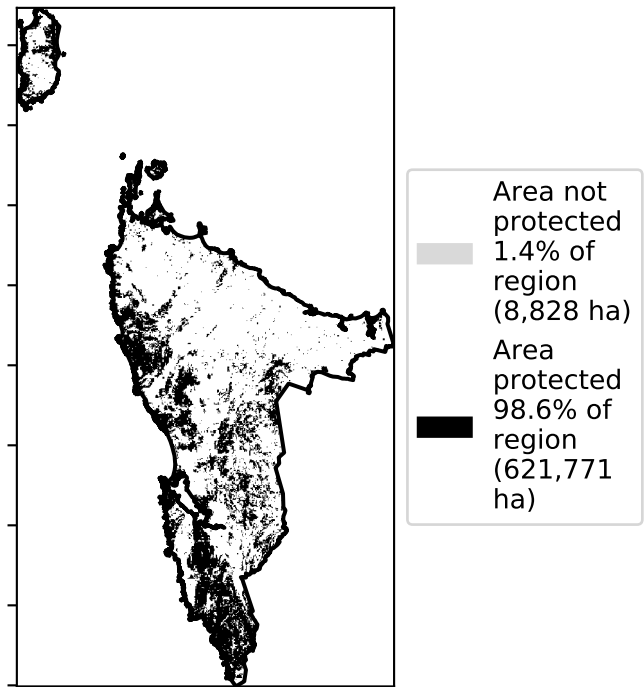 Area not
protected
1.4% of
region
(8,828 ha)
Area
protected
98.6% of
region
(621,771
ha)